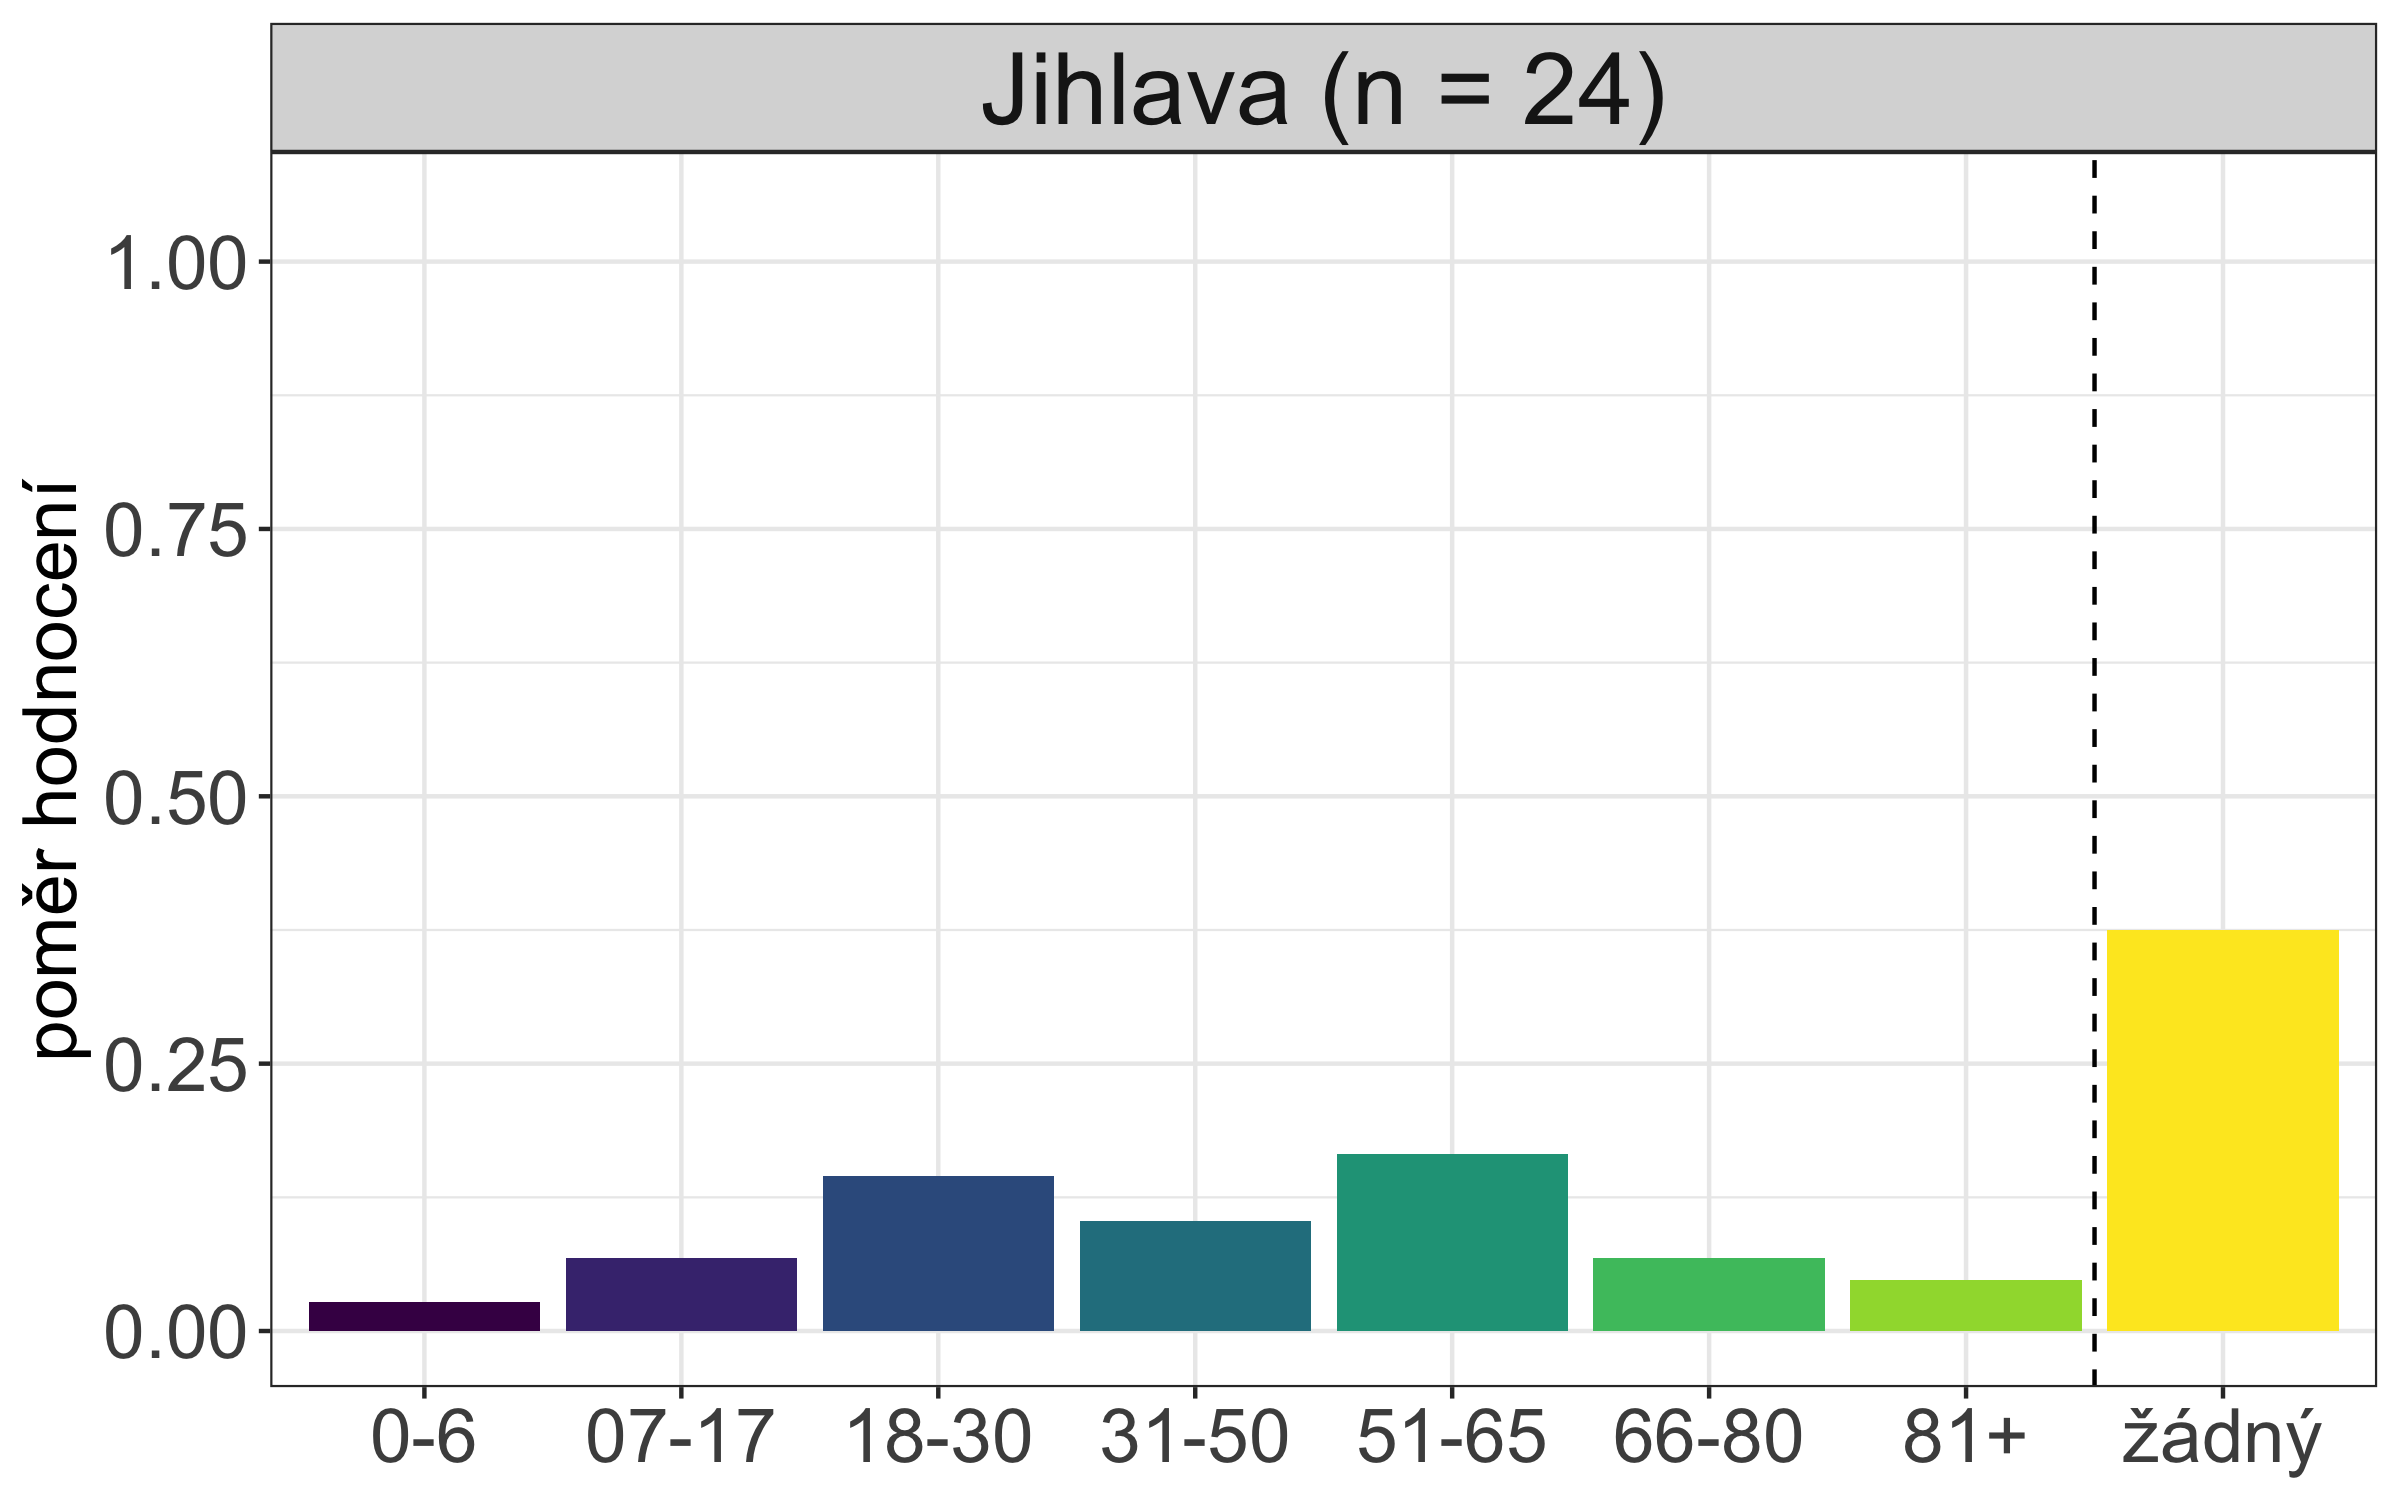 Jihlava (n = 24)
poměr hodnocení
1.00
0.75
0.50
0.25
0.00
0-6 07-17 18-30 31-50 51-65 66-80 81+ žádný